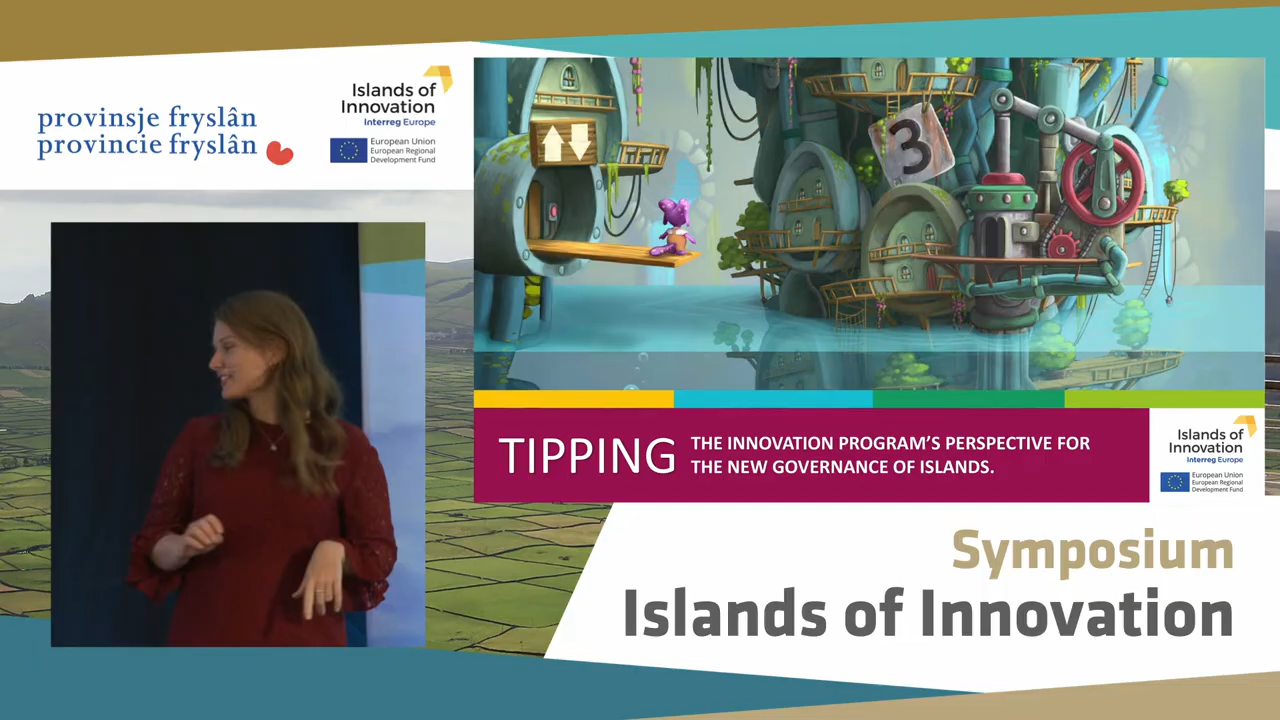 provinsje fryslân
provincie fryslân
Islands of
Innovation
Interreg Europe
European Union
European Regional
Development Fund
3
TIPPING
THE INNOVATION PROGRAM'S PERSPECTIVE FOR
THE NEW GOVERNANCE OF ISLANDS.
Islands of
Innovation
Interreg Europe
European Union
European Regional
Development Fund
Symposium
Islands of Innovation